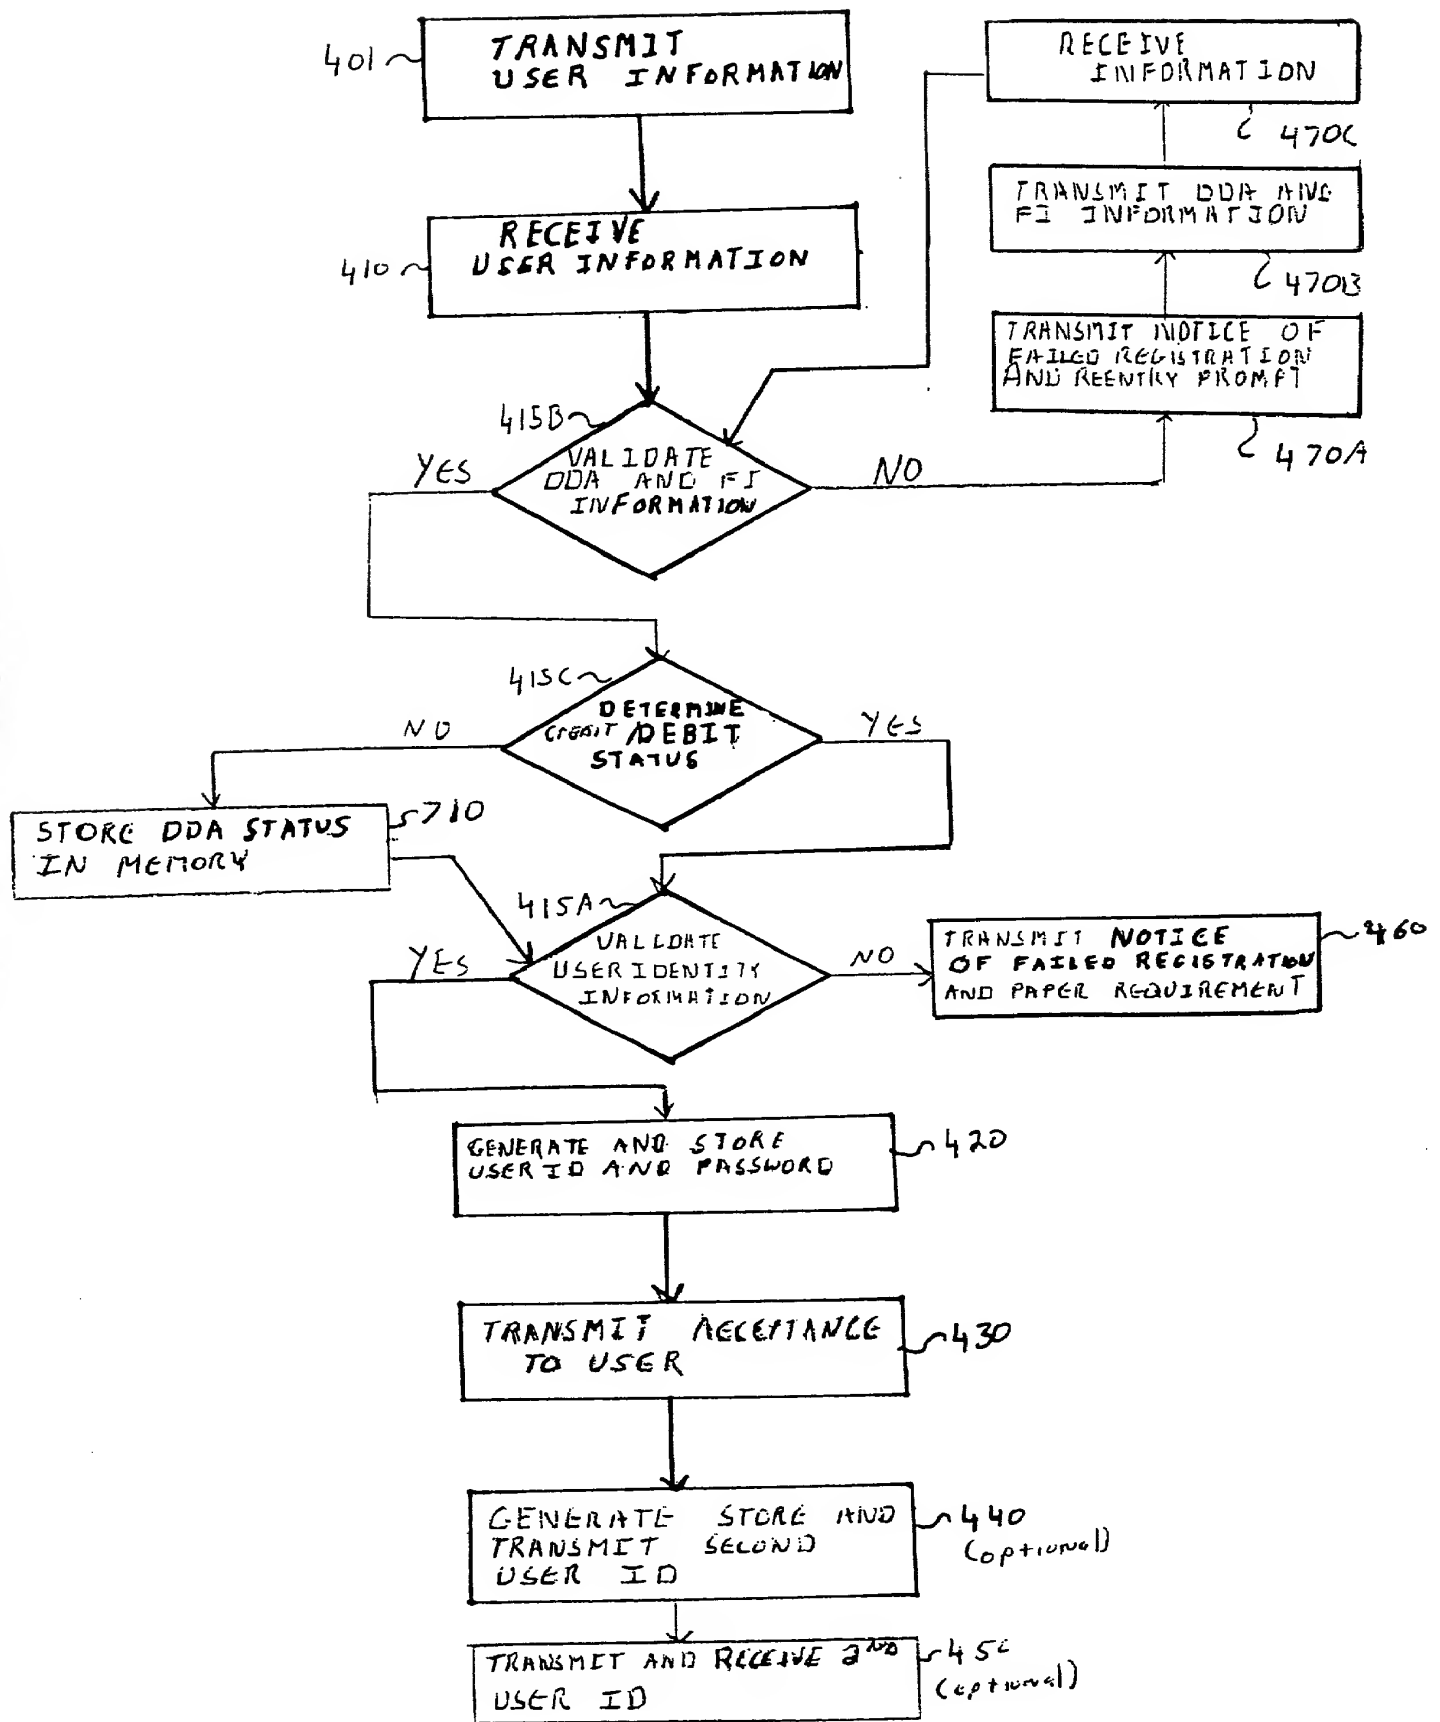 401
TRANSMIT
USER INFORMATION
RECEIVE
INFORMATION
470C
TRANSMIT DDA AND
FI INFORMATION
470B
TRANSMIT NOTICE OF
FAILED REGISTRATION
AND REENTRY PROMPT
470A
410
RECEIVE
USER INFORMATION
415B
VALIDATE
DDA AND FI
INFORMATION
YES
NO
415C
DETERMINE
CREDIT/DEBIT
STATUS
NO
YES
STORE DDA STATUS
IN MEMORY
710
415A
VALIDATE
USER IDENTITY
INFORMATION
YES
NO
TRANSMIT NOTICE
OF FAILED REGISTRATION
AND PAPER REQUIREMENT
460
GENERATE AND STORE
USER ID AND PASSWORD
420
TRANSMIT ACCEPTANCE
TO USER
430
GENERATE STORE AND
TRANSMIT SECOND
USER ID
440
(optional)
TRANSMIT AND RECEIVE 2ND
USER ID
450
(optional)